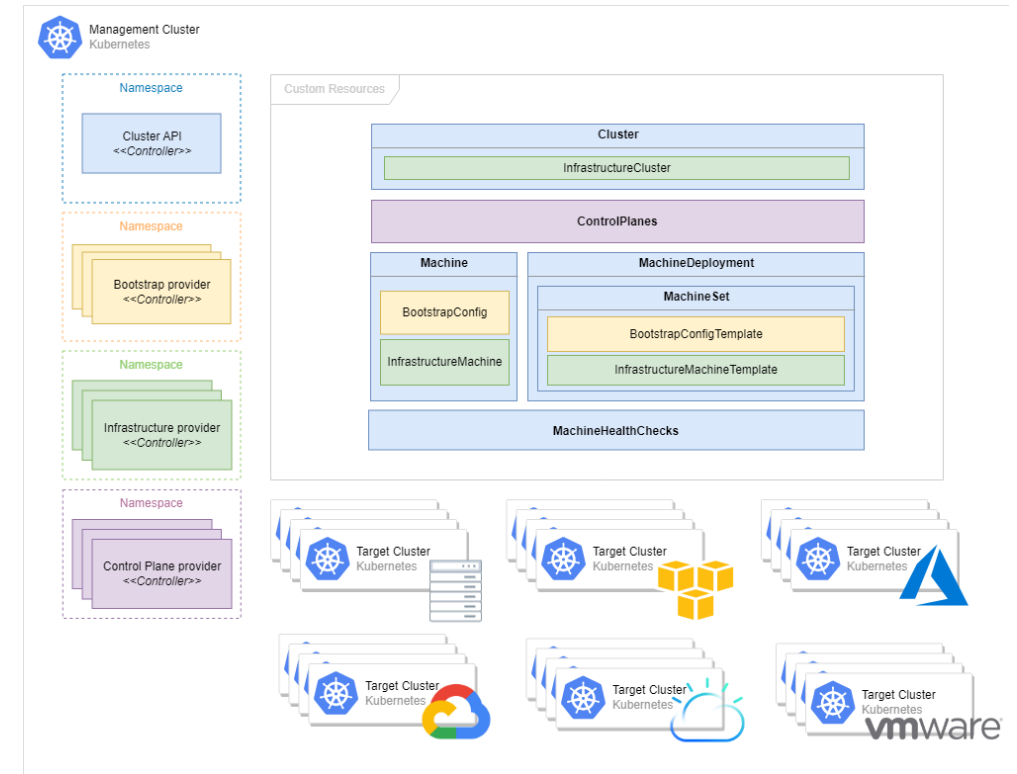 Management Cluster
Kubernetes
Namespace
Cluster API
<<Controller>>
Namespace
Bootstrap provider
<<Controller>>
Namespace
Infrastructure provider
<<Controller>>
Namespace
Control Plane provider
<<Controller>>
Custom Resources
Cluster
InfrastructureCluster
ControlPlanes
Machine
BootstrapConfig
InfrastructureMachine
MachineDeployment
MachineSet
BootstrapConfigTemplate
InfrastructureMachineTemplate
MachineHealthChecks
Target Cluster
Kubernetes
Target Cluster
Kubernetes
Target Cluster
Kubernetes
Target Cluster
Kubernetes
Target Cluster
Kubernetes
Target Cluster
Kubernetes
vmware